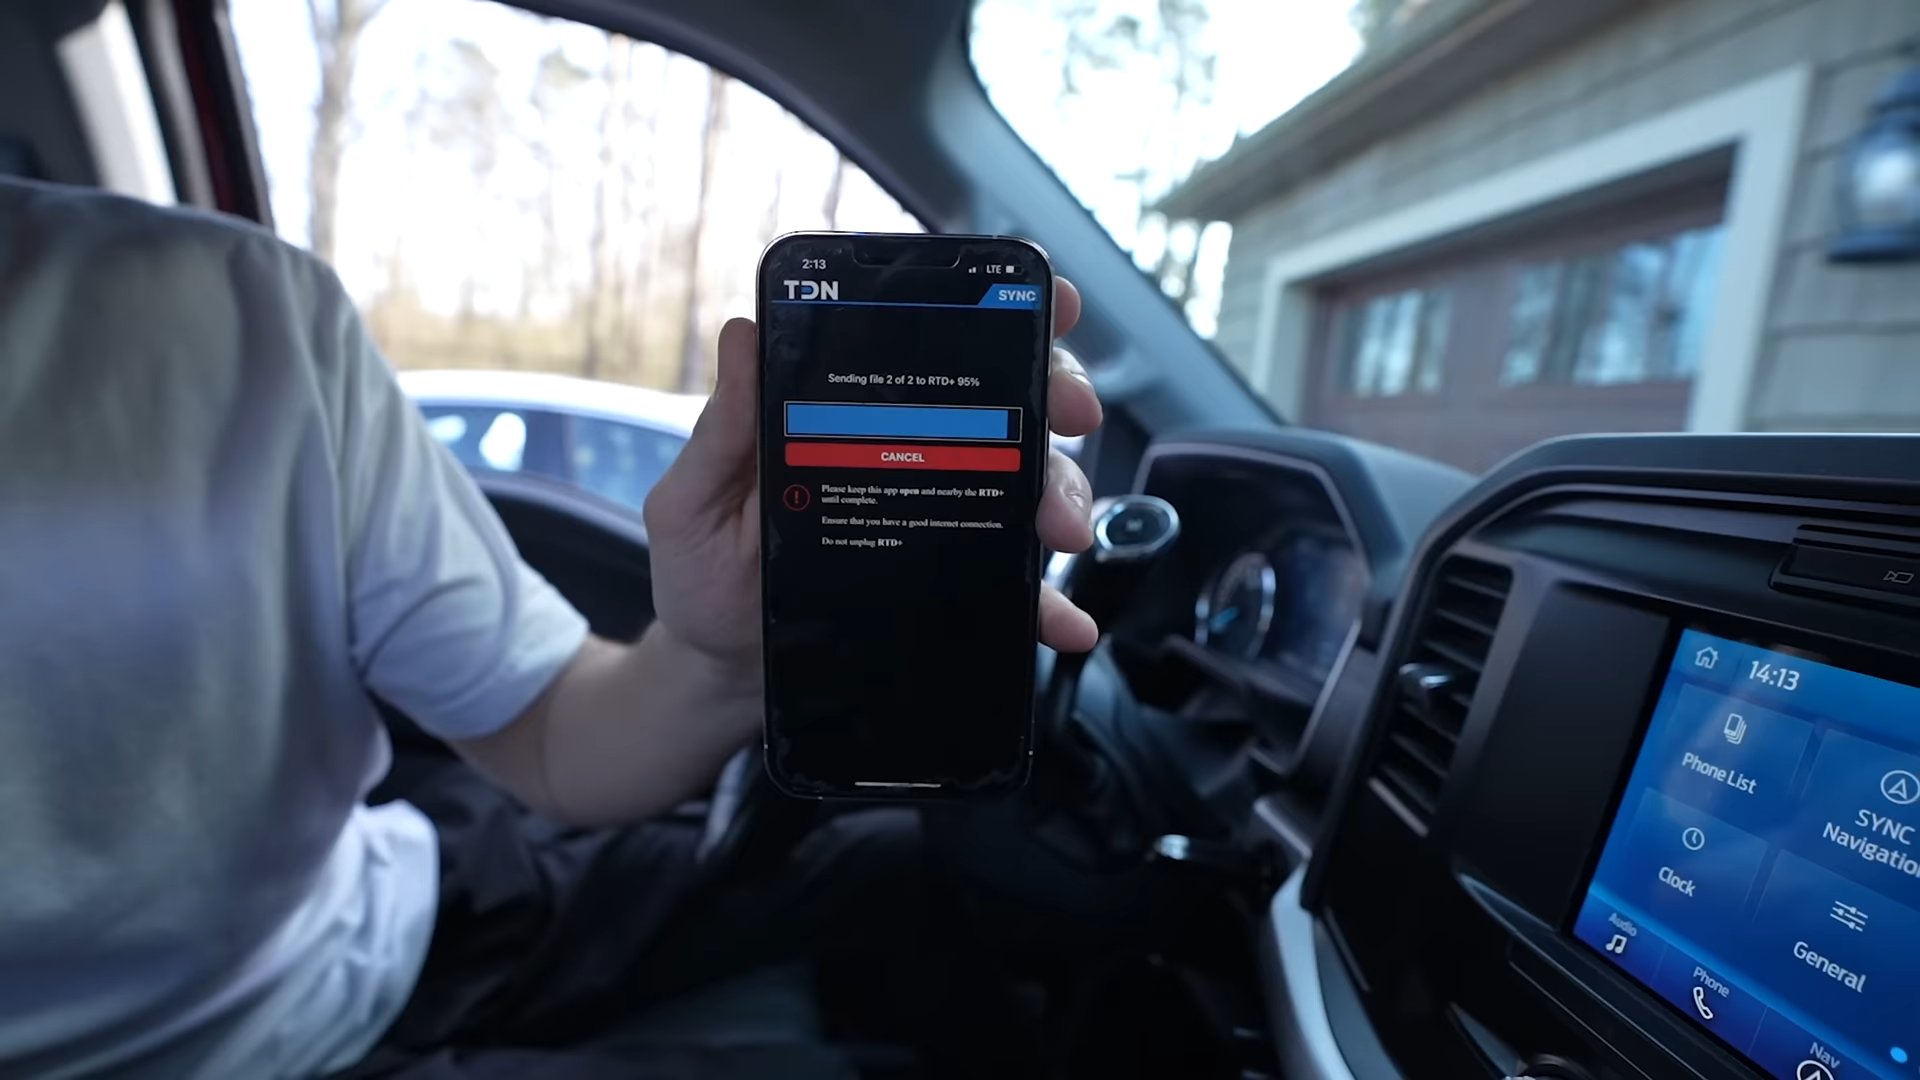 2:13
LTE
TDN
SYNC
Sending file 2 of 2 to RTD+ 95%
CANCEL
Please keep this app open and nearby the RTD+
until complete.
Ensure that you have a good internet connection.
Do not unplug RTD+
14:13
Phone List
SYNC
Navigatio
Clock
General
Audio
Phone
Nav